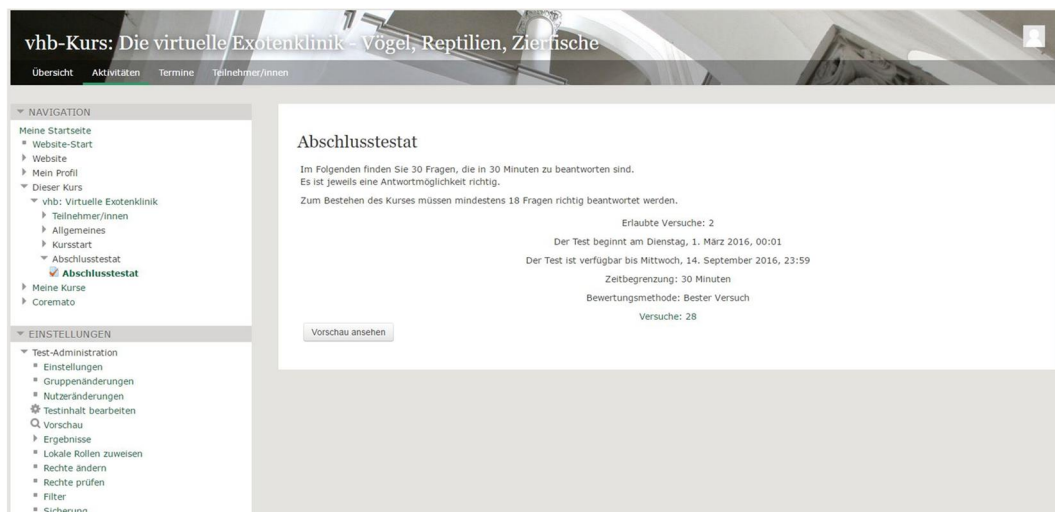 vhb-Kurs: Die virtuelle Exotenklinik - Vögel, Reptilien, Zierfische
Übersicht Aktivitäten Termine Teilnehmer/innen
NAVIGATION
Meine Startseite
Website-Start
Website
Mein Profil
Dieser Kurs
vhb: Virtuelle Exotenklinik
Teilnehmer/innen
Allgemeines
Kursstart
Abschlusstestat
Abschlusstestat
Meine Kurse
Coremato
EINSTELLUNGEN
Test-Administration
Einstellungen
Gruppenänderungen
Nutzeränderungen
Testinhalt bearbeiten
Vorschau
Ergebnisse
Lokale Rollen zuweisen
Rechte ändern
Rechte prüfen
Filter
Sicherung
Abschlusstestat
Im Folgenden finden Sie 30 Fragen, die in 30 Minuten zu beantworten sind.
Es ist jeweils eine Antwortmöglichkeit richtig.
Zum Bestehen des Kurses müssen mindestens 18 Fragen richtig beantwortet werden.
Erlaubte Versuche: 2
Der Test beginnt am Dienstag, 1. März 2016, 00:01
Der Test ist verfügbar bis Mittwoch, 14. September 2016, 23:59
Zeitbegrenzung: 30 Minuten
Bewertungsmethode: Bester Versuch
Versuche: 28
Vorschau ansehen